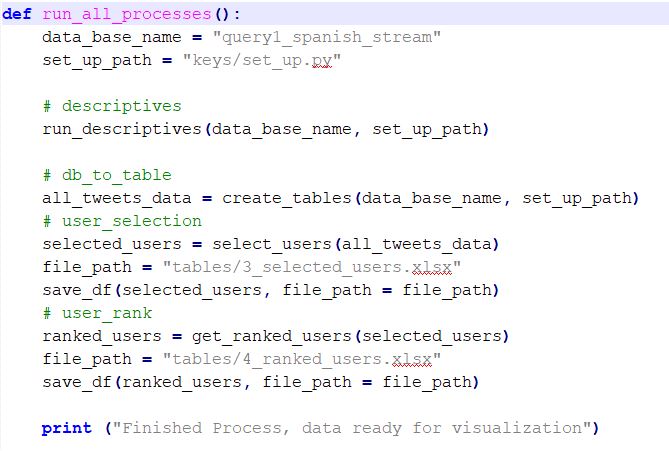 def run_all_processes():
    data_base_name = "query1_spanish_stream"
    set_up_path = "keys/set_up.py"

    # descriptives
    run_descriptives(data_base_name, set_up_path)

    # db_to_table
    all_tweets_data = create_tables(data_base_name, set_up_path)
    # user_selection
    selected_users = select_users(all_tweets_data)
    file_path = "tables/3_selected_users.xlsx"
    save_df(selected_users, file_path = file_path)
    # user_rank
    ranked_users = get_ranked_users(selected_users)
    file_path = "tables/4_ranked_users.xlsx"
    save_df(ranked_users, file_path = file_path)

    print ("Finished Process, data ready for visualization")